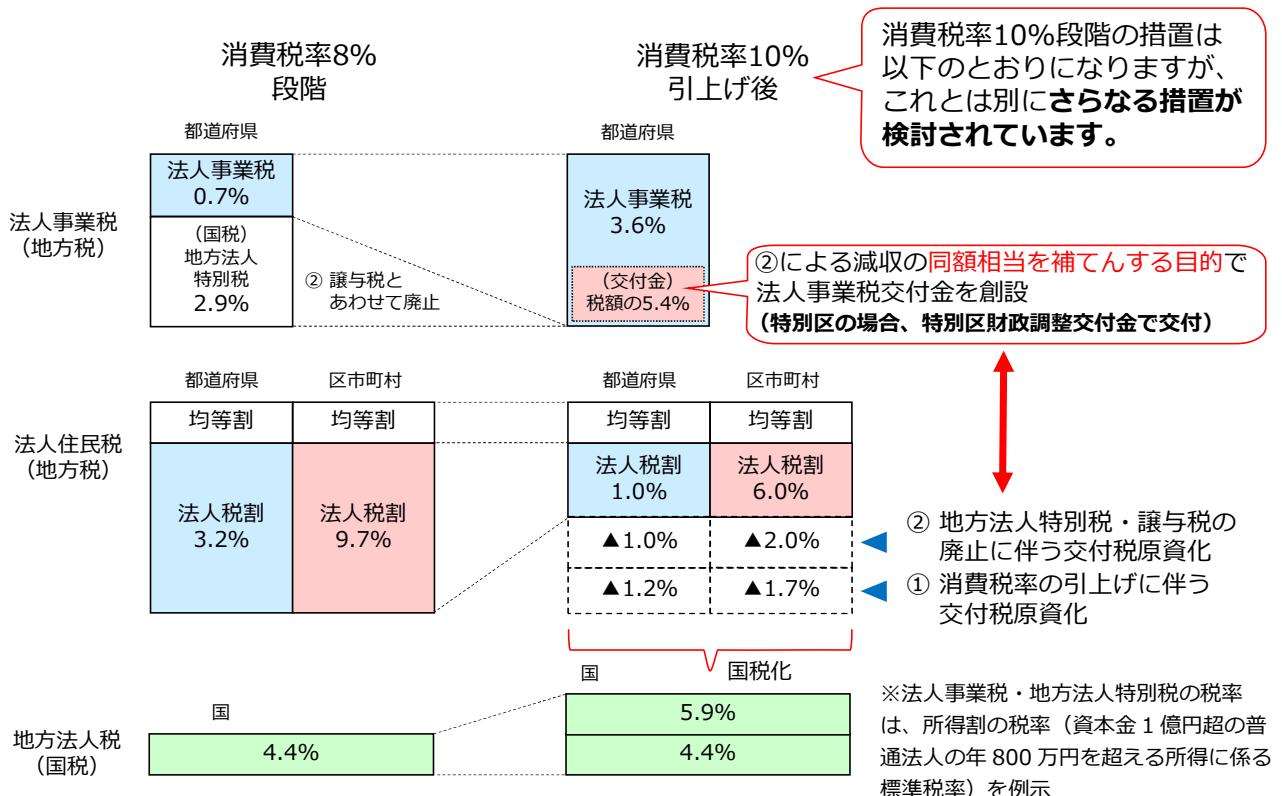 消費税率8%
段階
消費税率10%
引上げ後
消費税率10%段階の措置は
以下のとおりになりますが、
これとは別にさらなる措置が
検討されています。
都道府県
都道府県
法人事業税
（地方税）
法人事業税
0.7%
（国税）
地方法人
特別税
2.9%
② 譲与税と
あわせて廃止
法人事業税
3.6%
（交付金）
税額の5.4%
②による減収の同額相当を補てんする目的で
法人事業税交付金を創設
（特別区の場合、特別区財政調整交付金で交付）
都道府県
区市町村
都道府県
区市町村
法人住民税
（地方税）
均等割
均等割
均等割
均等割
法人税割
3.2%
法人税割
9.7%
法人税割
1.0%
法人税割
6.0%
▲1.0%
▲2.0%
② 地方法人特別税・譲与税の
廃止に伴う交付税原資化
▲1.2%
▲1.7%
① 消費税率の引上げに伴う
交付税原資化
国
国税化
国
地方法人税
（国税）
4.4%
5.9%
4.4%
※法人事業税・地方法人特別税の税率
は、所得割の税率（資本金１億円超の普
通法人の年 800 万円を超える所得に係る
標準税率）を例示